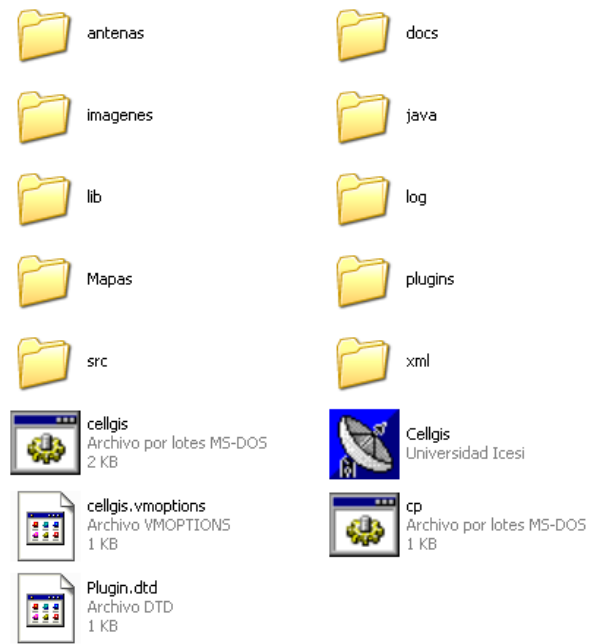 antenas
docs
imagenes
java
lib
log
Mapas
plugins
src
xml
cellgis
Archivo por lotes MS-DOS
2 KB
Cellgis
Universidad Icesi
cellgis.vmoptions
Archivo VMOPTIONS
1 KB
cp
Archivo por lotes MS-DOS
1 KB
Plugin.dtd
Archivo DTD
1 KB